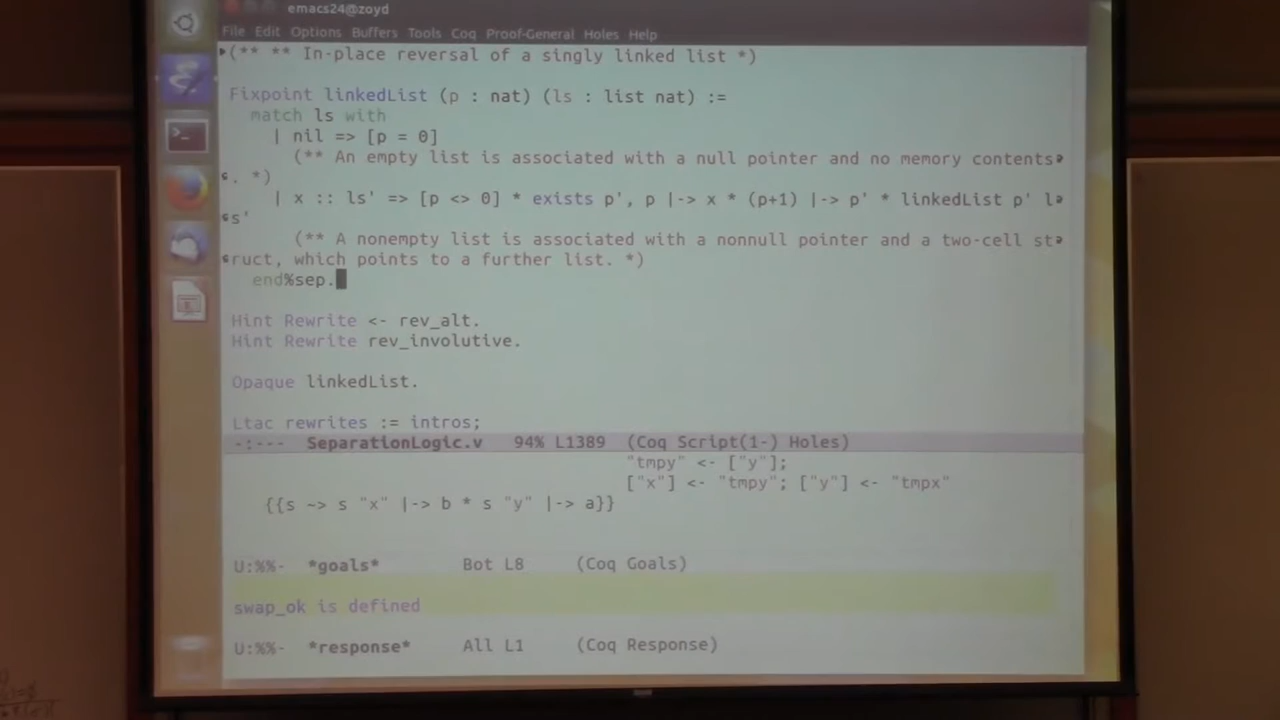 emacs24@zoyd
File Edit Options Buffers Tools Coq Proof-General Holes Help
(** ** In-place reversal of a singly linked list *)
Fixpoint linkedList (p : nat) (ls : list nat) :=
match ls with
| nil => [p = 0]
(** An empty list is associated with a null pointer and no memory contents
. *)
| x :: ls' => [p <> 0] * exists p', p |-> x * (p+1) |-> p' * linkedList p' l
s'
(** A nonempty list is associated with a nonnull pointer and a two-cell st
ruct, which points to a further list. *)
end%sep.
Hint Rewrite <- rev_alt.
Hint Rewrite rev_involutive.
Opaque linkedList.
Ltac rewrites := intros;
-:--- SeparationLogic.v 94% L1389 (Coq Script(1-) Holes)
"tmpy" <- ["y"];
["x"] <- "tmpy"; ["y"] <- "tmpx"
{{s ~> s "x" |-> b * s "y" |-> a}}
U:%%- *goals* Bot L8 (Coq Goals)
swap_ok is defined
U:%%- *response* All L1 (Coq Response)